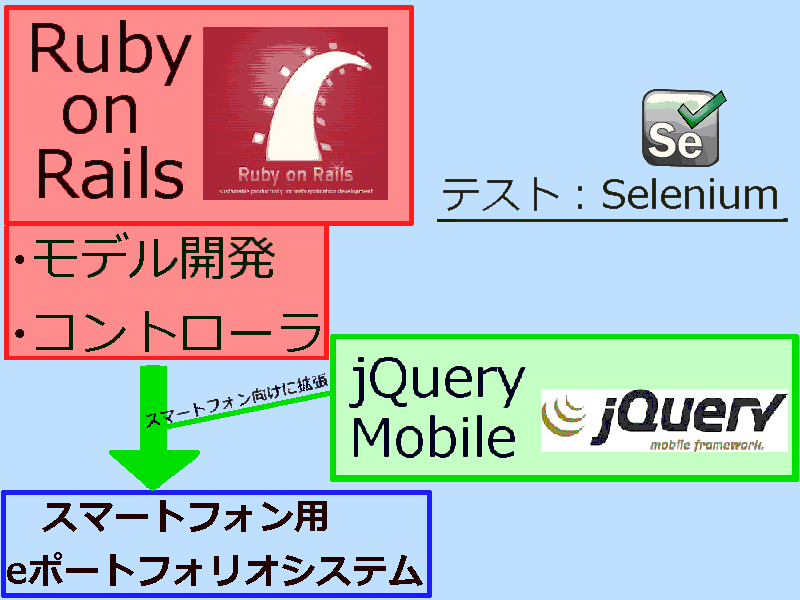 Ruby
on
Rails
Ruby on Rails
Sustainable productivity for web-application development
Se
テスト：Selenium
・モデル開発
・コントローラ
スマートフォン向けに拡張
jQuery
Mobile
jQuery
mobile framework.
スマートフォン用
eポートフォリオシステム